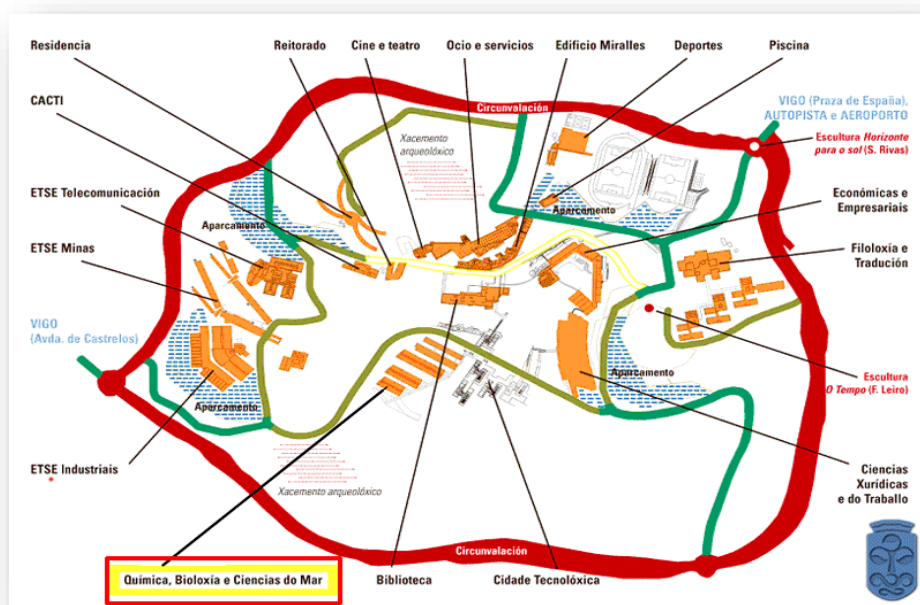 Residencia
Reitorado
Cine e teatro
Ocio e servicios
Edificio Miralles
Deportes
Piscina
CACTI
Circunvalación
VIGO (Praza de España),
AUTOPISTA e AEROPORTO
Escultura Horizonte
para o sol (S. Rivas)
Xacemento
arqueolóxico
ETSE Telecomunicación
Aparcamento
Aparcamento
Económicas e
Empresariais
ETSE Minas
Filoloxía e
Tradución
VIGO
(Avda. de Castrelos)
Aparcamento
Escultura
O Tempo (F. Leiro)
Aparcamento
ETSE Industriais
Xacemento arqueolóxico
Ciencias
Xurídicas
e do Traballo
Circunvalación
Química, Bioloxía e Ciencias do Mar
Biblioteca
Cidade Tecnolóxica